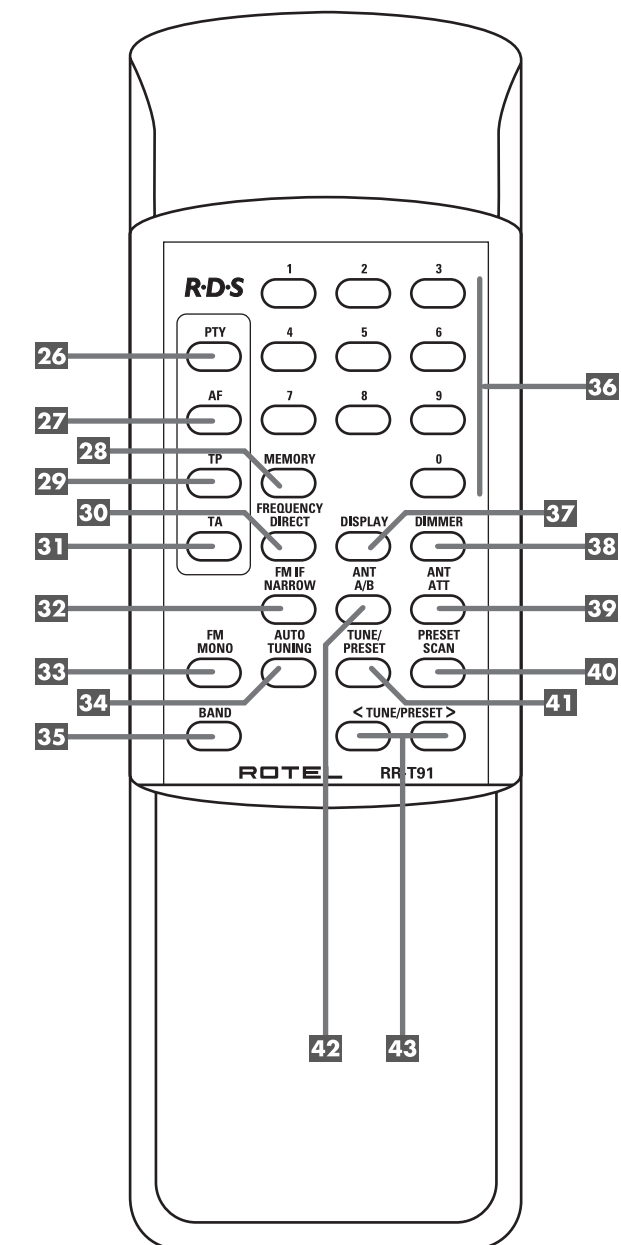 1 2 3
R·D·S
PTY 4 5 6
26
36
AF 7 8 9
27
28
TP MEMORY 0
29
30 FREQUENCY DIRECT DISPLAY DIMMER 37
TA
31
38
FM IF NARROW ANT A/B ANT ATT
32
39
FM MONO AUTO TUNING TUNE/PRESET PRESET SCAN
33
40
34
41
BAND < TUNE/PRESET >
35
ROTEL RR-T91
42 43